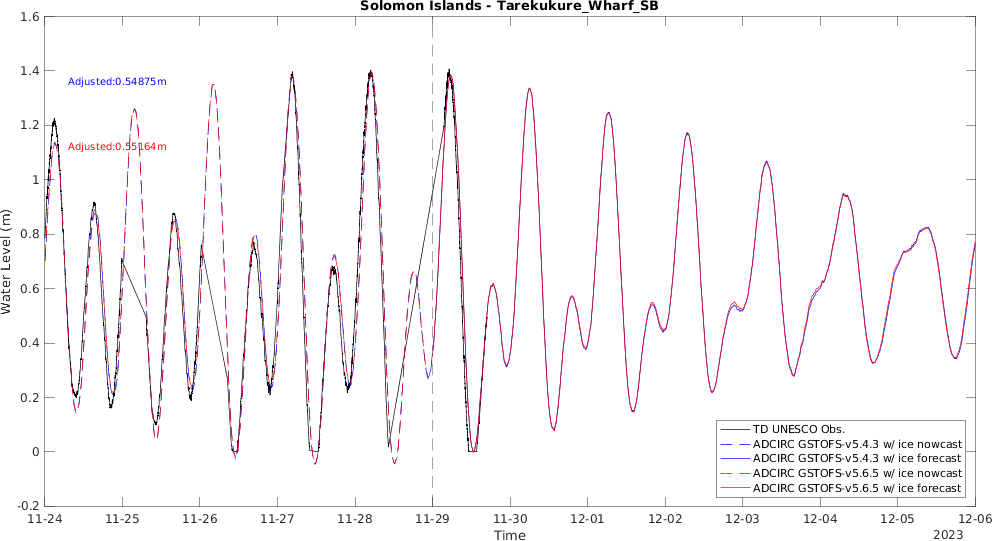 Solomon Islands - Tarekukure_Wharf_SB
1.6
1.4
1.2
1
0.8
0.6
0.4
0.2
0
-0.2
Water Level (m)
Adjusted:0.54875m
Adjusted:0.55164m
TD UNESCO Obs.
ADCIRC GSTOFS-v5.4.3 w/ ice nowcast
ADCIRC GSTOFS-v5.4.3 w/ ice forecast
ADCIRC GSTOFS-v5.6.5 w/ ice nowcast
ADCIRC GSTOFS-v5.6.5 w/ ice forecast
11-24 11-25 11-26 11-27 11-28 11-29 11-30 12-01 12-02 12-03 12-04 12-05 12-06
Time
2023